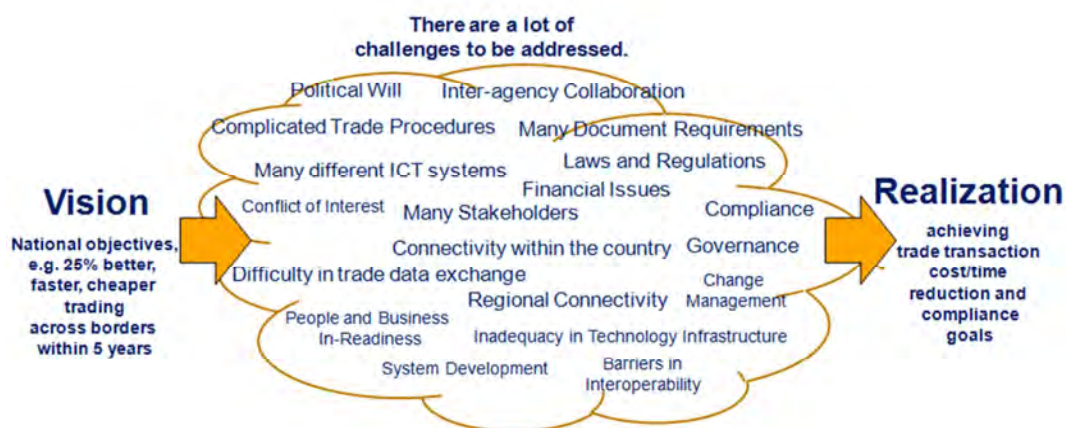 There are a lot of
challenges to be addressed.
Political Will
Inter-agency Collaboration
Complicated Trade Procedures
Many Document Requirements
Laws and Regulations
Many different ICT systems
Financial Issues
Vision
Realization
Conflict of Interest
Many Stakeholders
Compliance
National objectives,
e.g. 25% better,
faster, cheaper
trading
across borders
within 5 years
achieving
trade transaction
cost/time
reduction and
compliance
goals
Connectivity within the country
Governance
Difficulty in trade data exchange
Change
Management
Regional Connectivity
People and Business
In-Readiness
Inadequacy in Technology Infrastructure
System Development
Barriers in
Interoperability